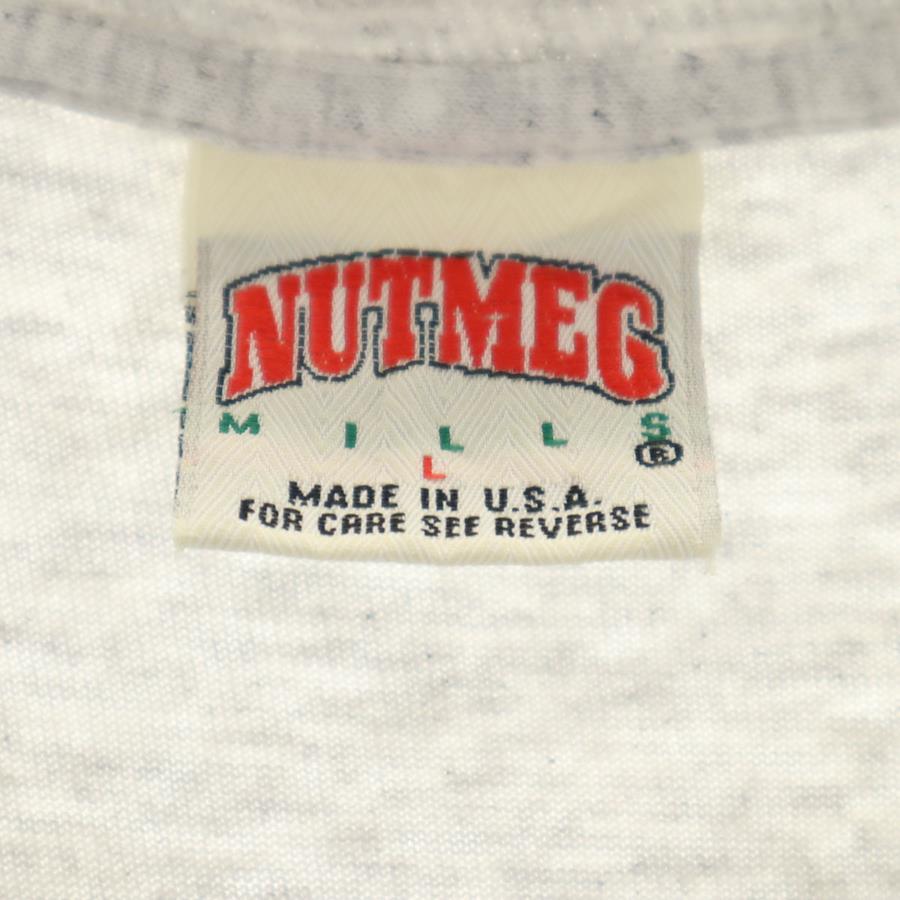 NUTMEG
MILLS®
L
MADE IN U.S.A.
FOR CARE SEE REVERSE